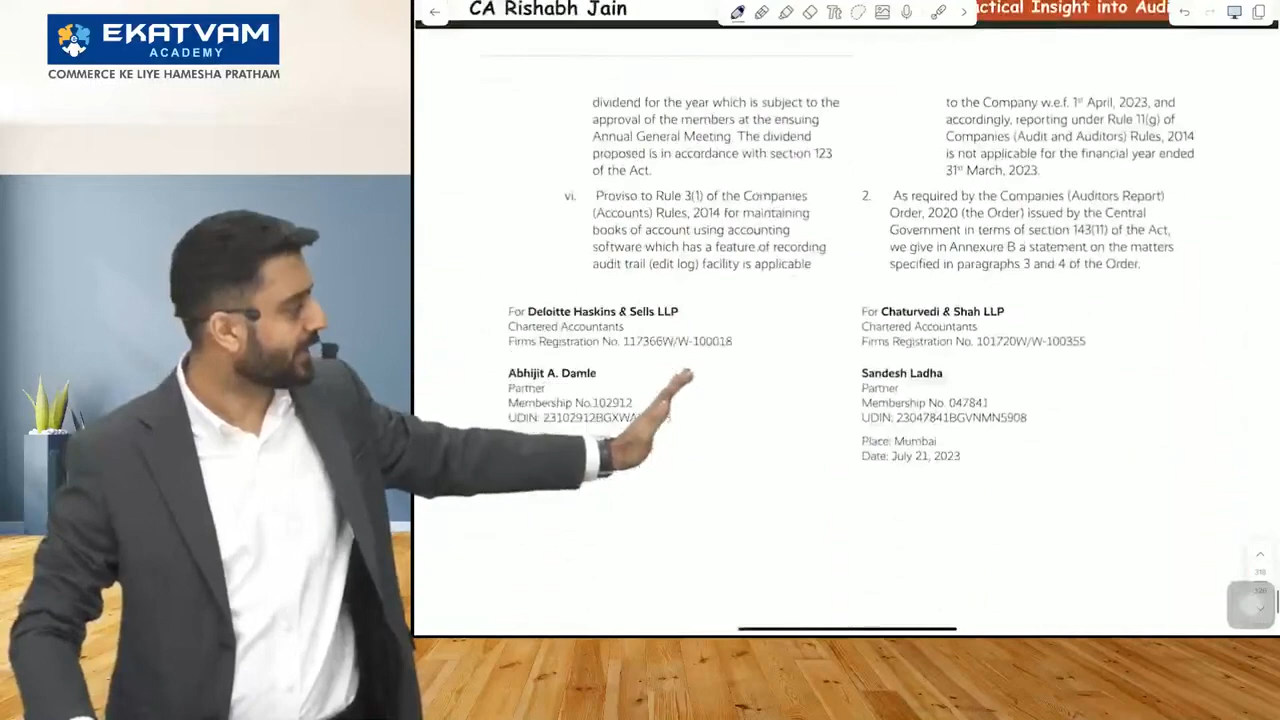 EKATVAM
ACADEMY
COMMERCE KE LIYE HAMESHA PRATHAM
CA Rishabh Jain
actical Insight into Audi
dividend for the year which is subject to the
approval of the members at the ensuing
Annual General Meeting. The dividend
proposed is in accordance with section 123
of the Act.
vi. Proviso to Rule 3(1) of the Companies
(Accounts) Rules, 2014 for maintaining
books of account using accounting
software which has a feature of recording
audit trail (edit log) facility is applicable
to the Company w.e.f. 1st April, 2023, and
accordingly, reporting under Rule 11(g) of
Companies (Audit and Auditors) Rules, 2014
is not applicable for the financial year ended
31st March, 2023.
2. As required by the Companies (Auditors Report)
Order, 2020 (the Order) issued by the Central
Government in terms of section 143(11) of the Act,
we give in Annexure B a statement on the matters
specified in paragraphs 3 and 4 of the Order.
For Deloitte Haskins & Sells LLP
Chartered Accountants
Firms Registration No. 117366W/W-100018
Abhijit A. Damle
Partner
Membership No.102912
UDIN: 23102912BGXWA
For Chaturvedi & Shah LLP
Chartered Accountants
Firms Registration No. 101720W/W-100355
Sandesh Ladha
Partner
Membership No. 047841
UDIN: 23047841BGVNMN5908
Place: Mumbai
Date: July 21, 2023
318